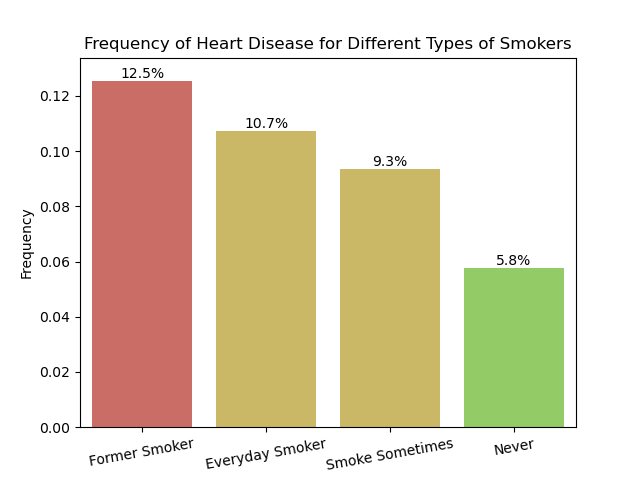 Frequency of Heart Disease for Different Types of Smokers
Frequency
0.12
0.10
0.08
0.06
0.04
0.02
0.00
12.5%
10.7%
9.3%
5.8%
Former Smoker
Everyday Smoker
Smoke Sometimes
Never